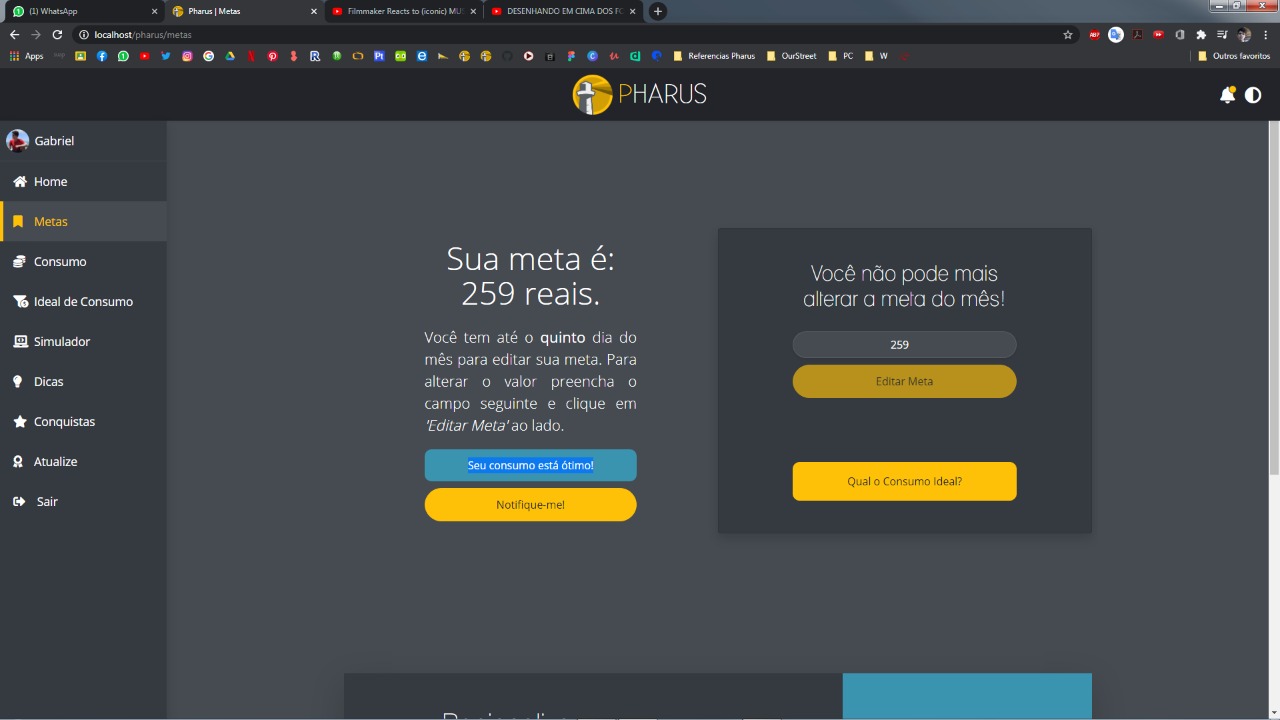 (1) WhatsApp
Pharus | Metas
Filmmaker Reacts to (iconic) MUS
DESENHANDO EM CIMA DOS FC
localhost/pharus/metas
Apps
Referencias Pharus
OurStreet
PC
W
Outros favoritos
PHARUS
Gabriel
Home
Metas
Consumo
Ideal de Consumo
Simulador
Dicas
Conquistas
Atualize
Sair
Sua meta é:
259 reais.
Você tem até o quinto dia do
mês para editar sua meta. Para
alterar o valor preencha o
campo seguinte e clique em
'Editar Meta' ao lado.
Seu consumo está ótimo!
Notifique-me!
Você não pode mais
alterar a meta do mês!
259
Editar Meta
Qual o Consumo Ideal?